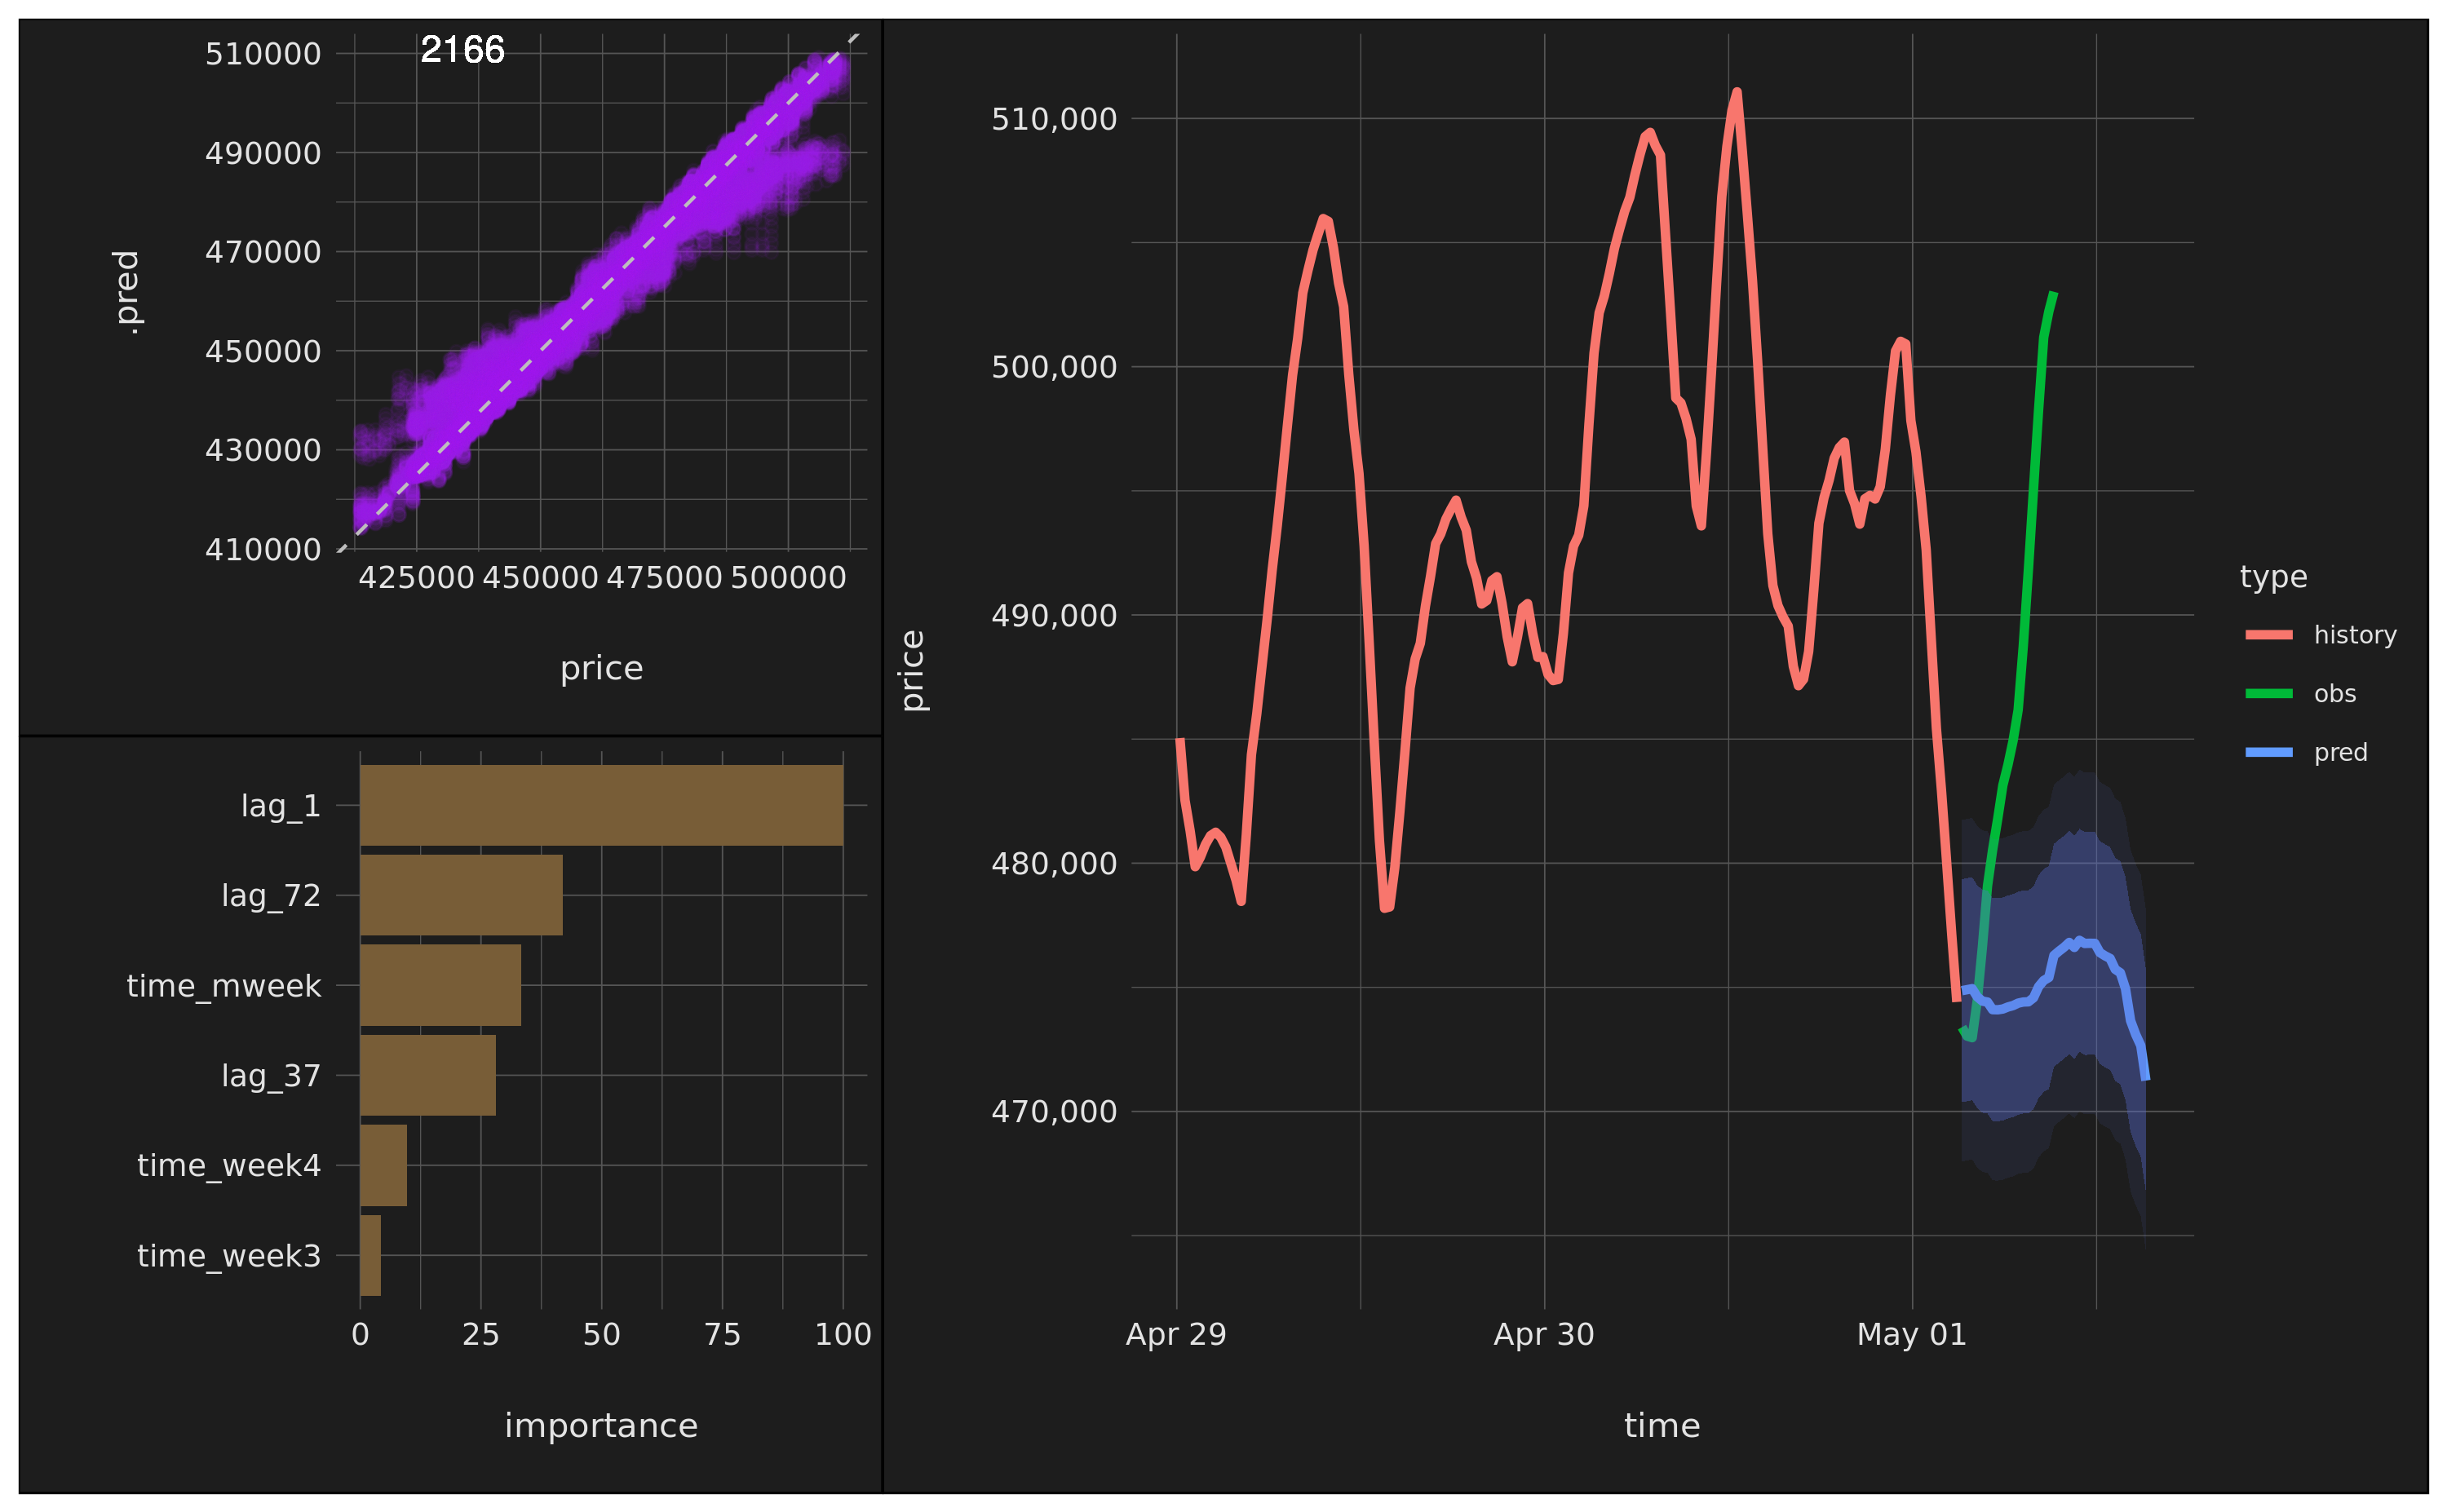 2166
510000
490000
470000
450000
430000
410000
.pred
425000 450000 475000 500000
price
lag_1
lag_72
time_mweek
lag_37
time_week4
time_week3
0 25 50 75 100
importance
510,000
500,000
490,000
480,000
470,000
price
Apr 29 Apr 30 May 01
time
type
history
obs
pred